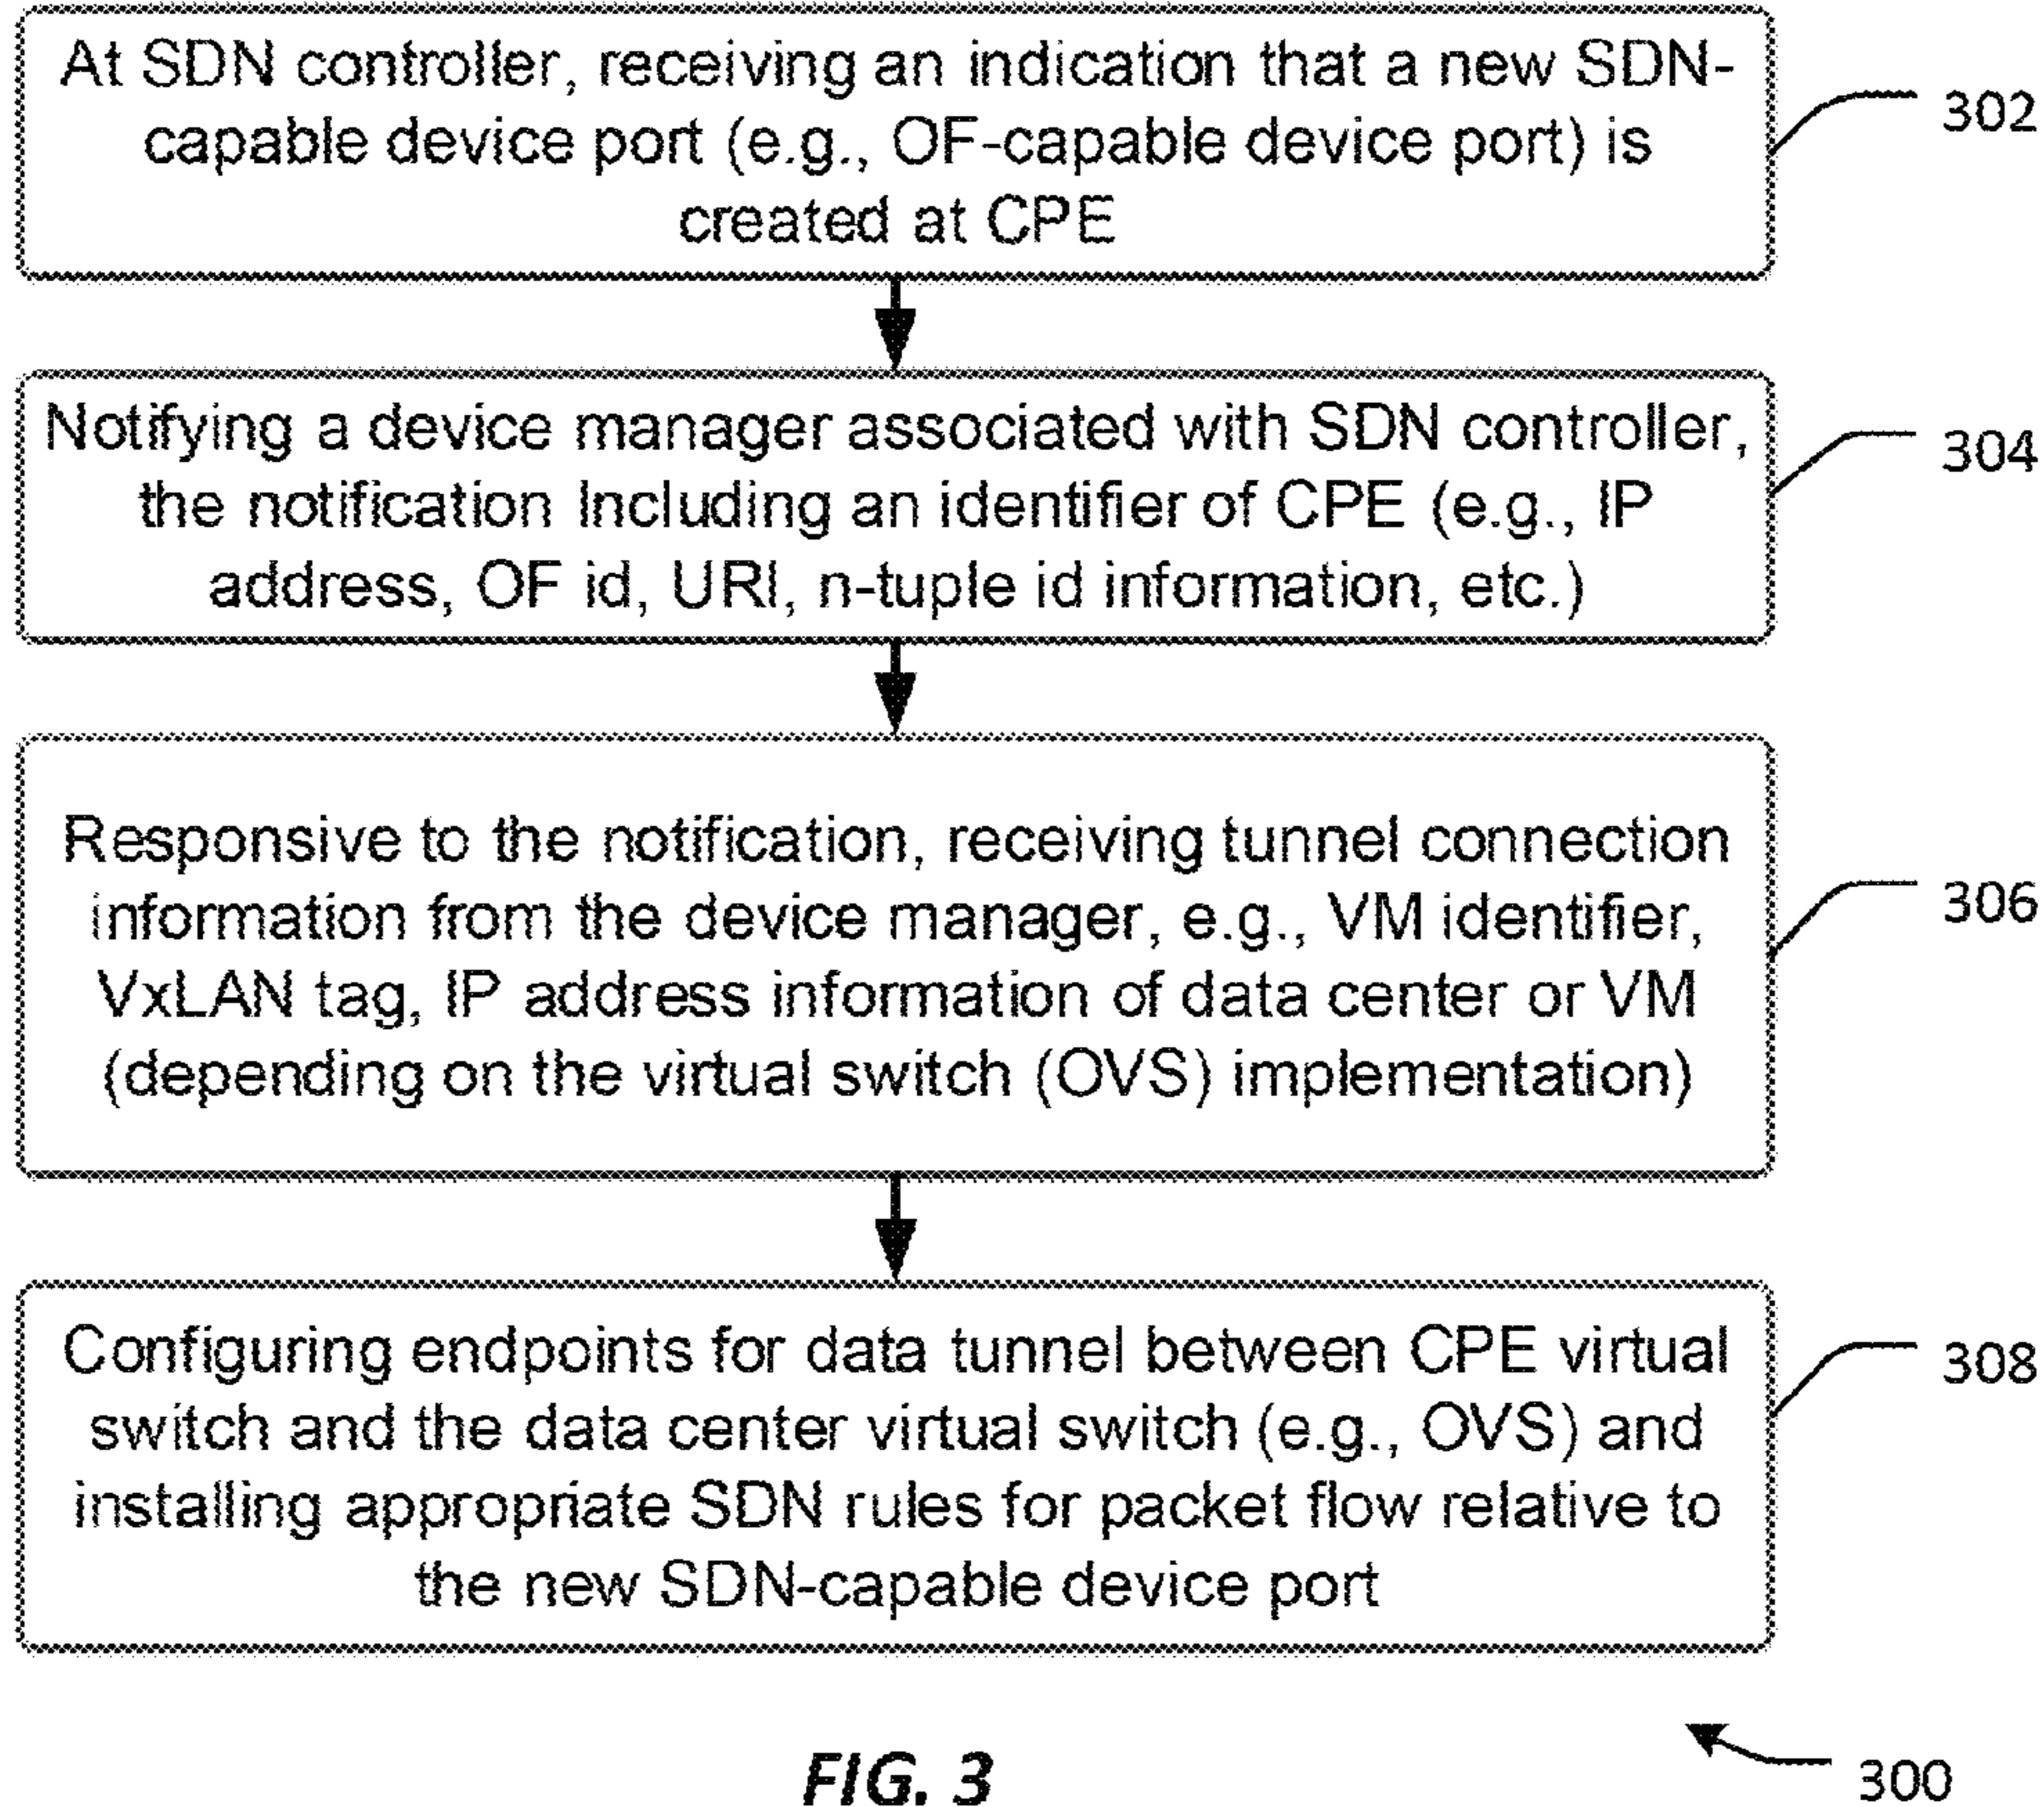 At SDN controller, receiving an indication that a new SDN-
capable device port (e.g., OF-capable device port) is
created at CPE
302
Notifying a device manager associated with SDN controller,
the notification Including an identifier of CPE (e.g., IP
address, OF id, URI, n-tuple id information, etc.)
304
Responsive to the notification, receiving tunnel connection
information from the device manager, e.g., VM identifier,
VxLAN tag, IP address information of data center or VM
(depending on the virtual switch (OVS) implementation)
306
Configuring endpoints for data tunnel between CPE virtual
switch and the data center virtual switch (e.g., OVS) and
installing appropriate SDN rules for packet flow relative to
the new SDN-capable device port
308
FIG. 3
300